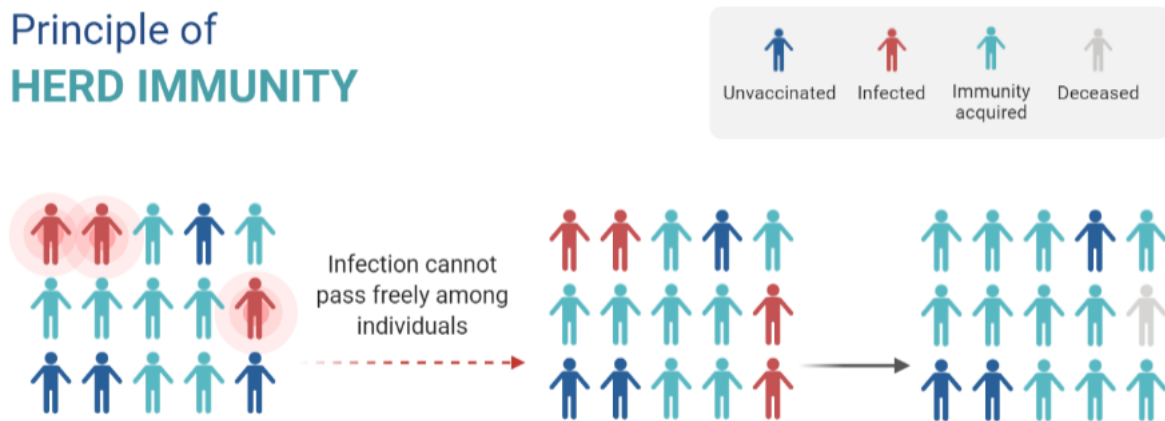 Principle of
HERD IMMUNITY
Unvaccinated
Infected
Immunity
acquired
Deceased
Infection cannot
pass freely among
individuals